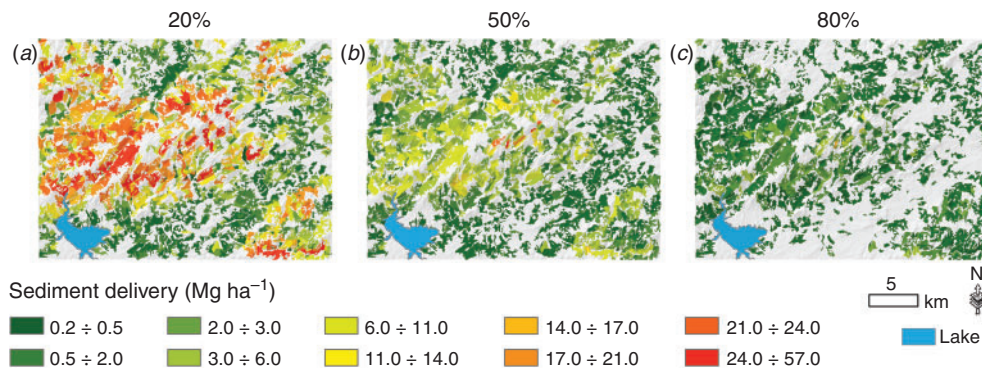 20% 50% 80%
(a) (b) (c)
Sediment delivery (Mg ha⁻¹)
5
km
N
0.2 ÷ 0.5 2.0 ÷ 3.0 6.0 ÷ 11.0 14.0 ÷ 17.0 21.0 ÷ 24.0 Lake
0.5 ÷ 2.0 3.0 ÷ 6.0 11.0 ÷ 14.0 17.0 ÷ 21.0 24.0 ÷ 57.0